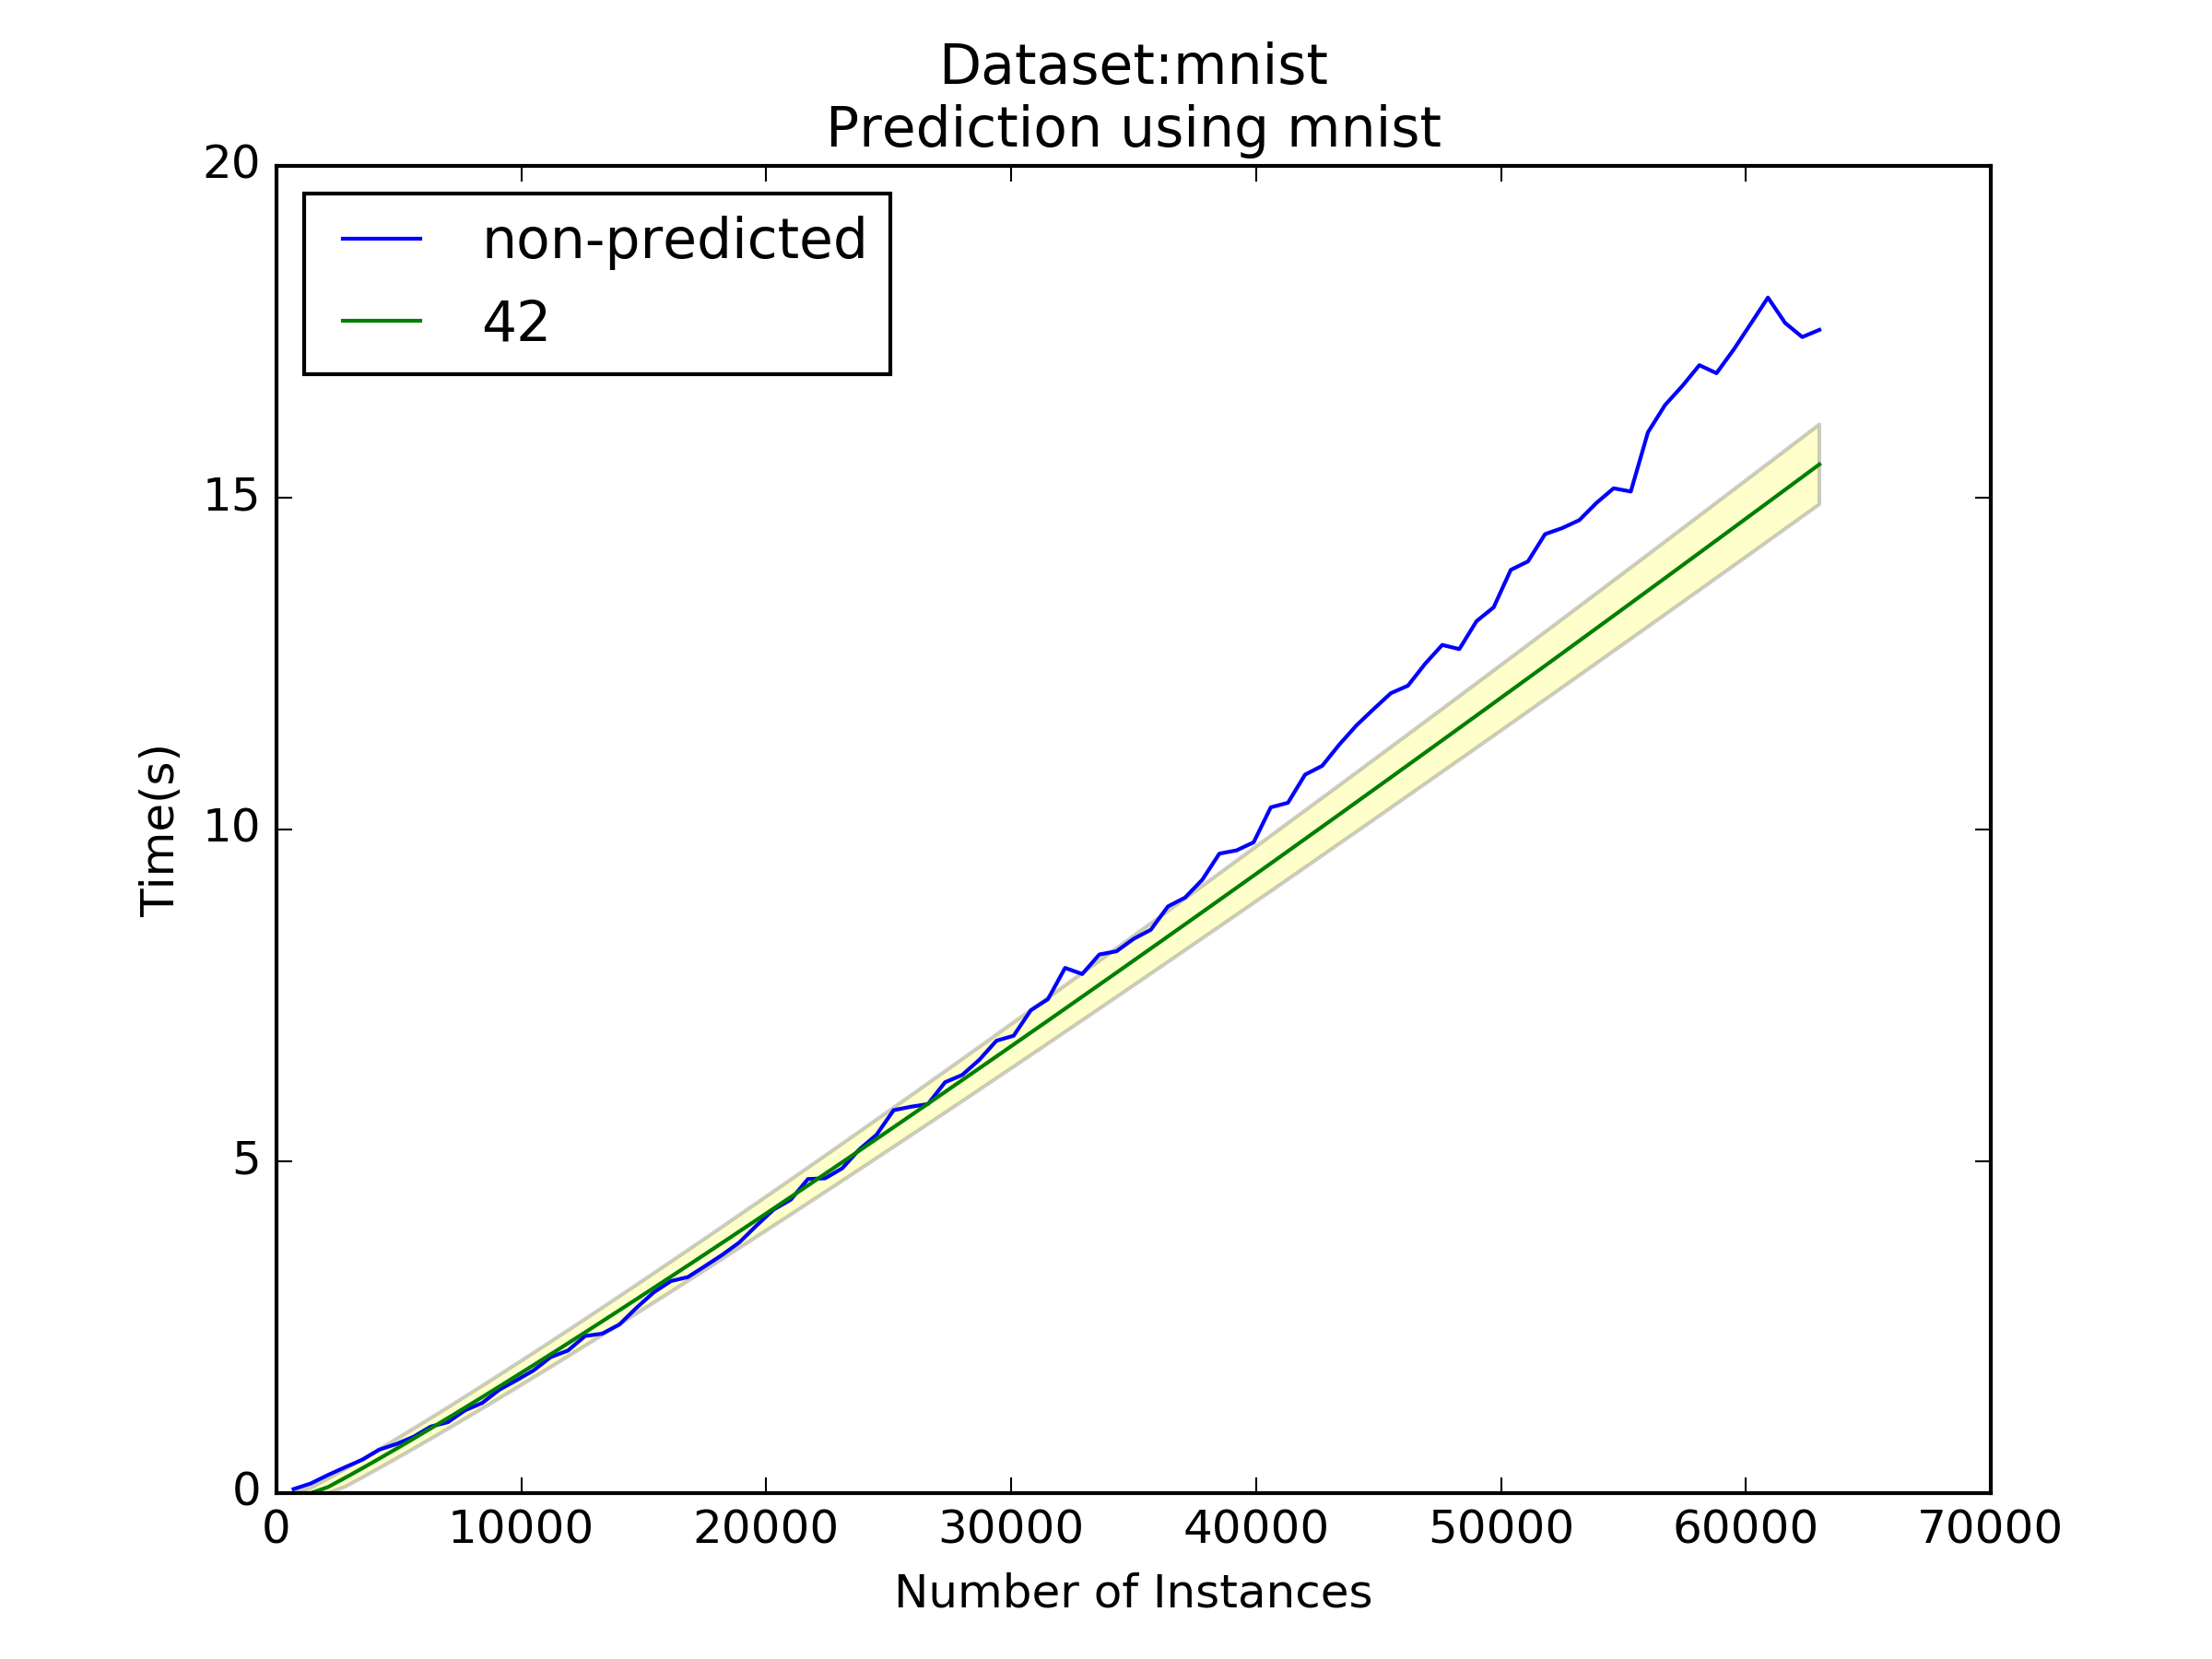 Dataset:mnist
Prediction using mnist
20
15
10
5
0
non-predicted
42
Time(s)
0 10000 20000 30000 40000 50000 60000 70000
Number of Instances